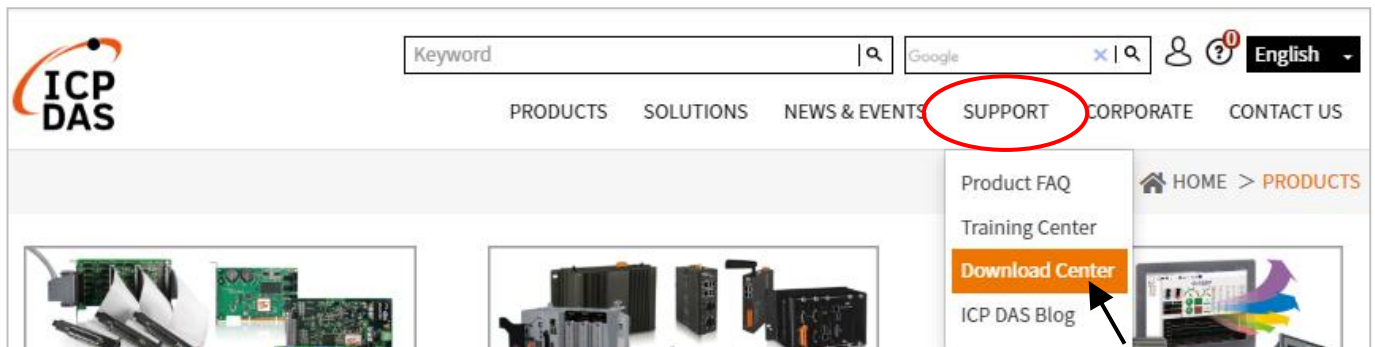 ICP
DAS
Keyword
Google
0
English
PRODUCTS SOLUTIONS NEWS & EVENTS SUPPORT CORPORATE CONTACT US
HOME > PRODUCTS
Product FAQ
Training Center
Download Center
ICP DAS Blog